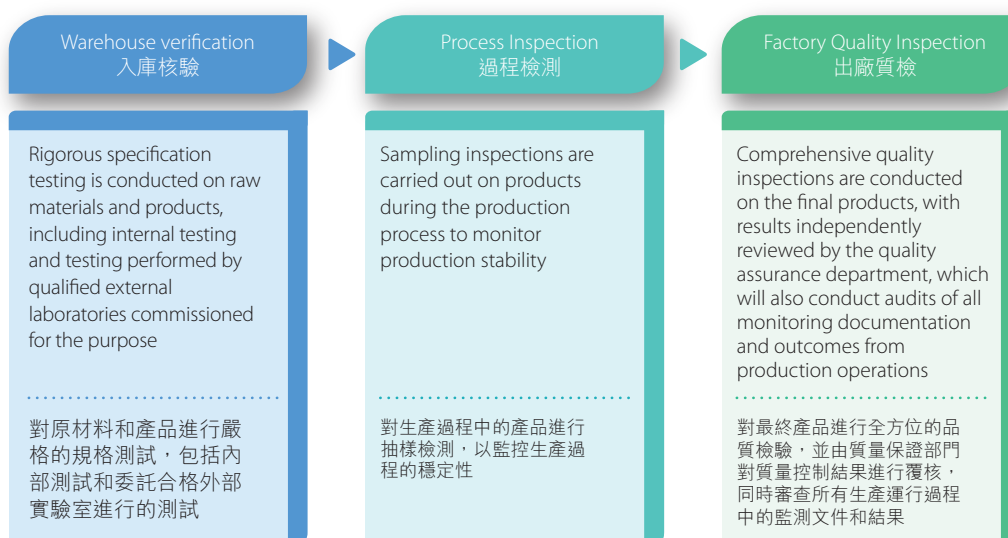 Warehouse verification
入庫核驗
Process Inspection
過程檢測
Factory Quality Inspection
出廠質檢
Rigorous specification
testing is conducted on raw
materials and products,
including internal testing
and testing performed by
qualified external
laboratories commissioned
for the purpose
對原材料和產品進行嚴
格的規格測試，包括內
部測試和委託合格外部
實驗室進行的測試
Sampling inspections are
carried out on products
during the production
process to monitor
production stability
對生產過程中的產品進行
抽樣檢測，以監控生產過
程的穩定性
Comprehensive quality
inspections are conducted
on the final products, with
results independently
reviewed by the quality
assurance department, which
will also conduct audits of all
monitoring documentation
and outcomes from
production operations
對最終產品進行全方位的品
質檢驗，並由質量保證部門
對質量控制結果進行覆核，
同時審查所有生產運行過程
中的監測文件和結果